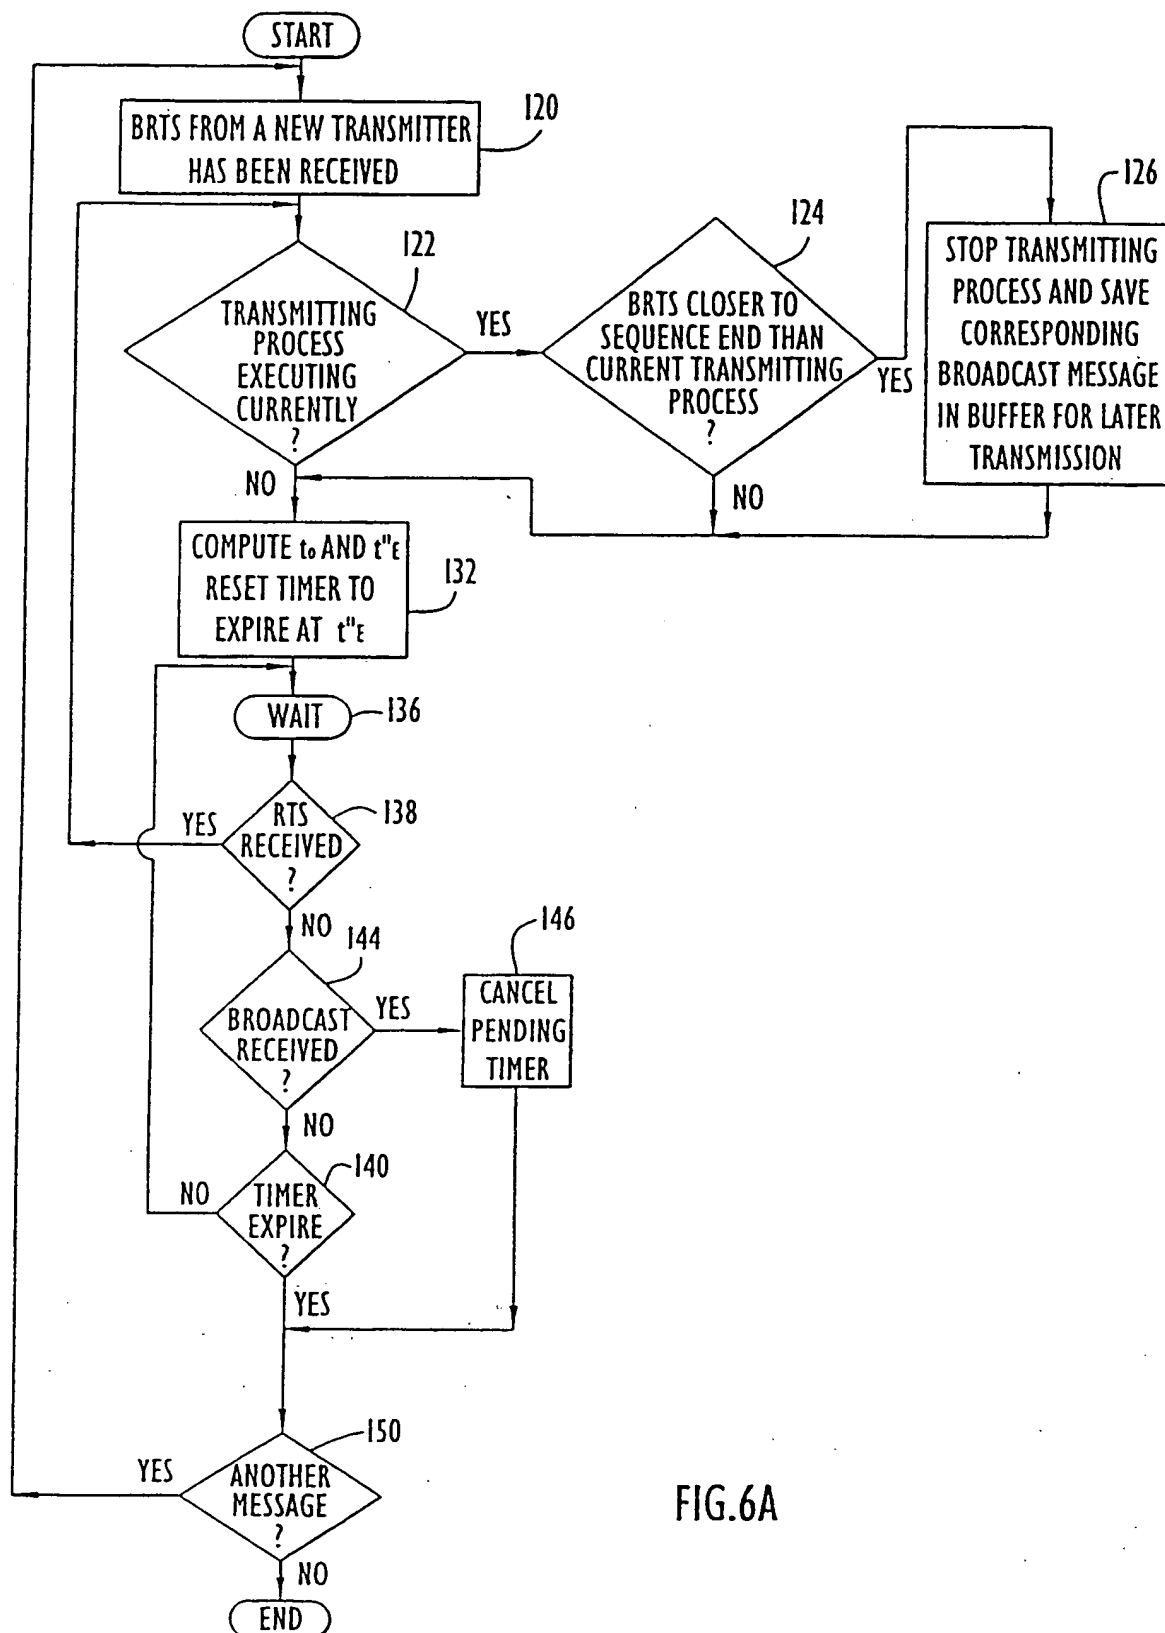 START
BRTS FROM A NEW TRANSMITTER
HAS BEEN RECEIVED
120
TRANSMITTING
PROCESS
EXECUTING
CURRENTLY
?
122
YES
NO
BRTS CLOSER TO
SEQUENCE END THAN
CURRENT TRANSMITTING
PROCESS
?
124
YES
NO
STOP TRANSMITTING
PROCESS AND SAVE
CORRESPONDING
BROADCAST MESSAGE
IN BUFFER FOR LATER
TRANSMISSION
126
COMPUTE t₀ AND t"E
RESET TIMER TO
EXPIRE AT t"E
132
WAIT
136
RTS
RECEIVED
?
138
YES
NO
BROADCAST
RECEIVED
?
144
YES
NO
CANCEL
PENDING
TIMER
146
TIMER
EXPIRE
?
140
NO
YES
ANOTHER
MESSAGE
?
150
YES
NO
END
FIG.6A